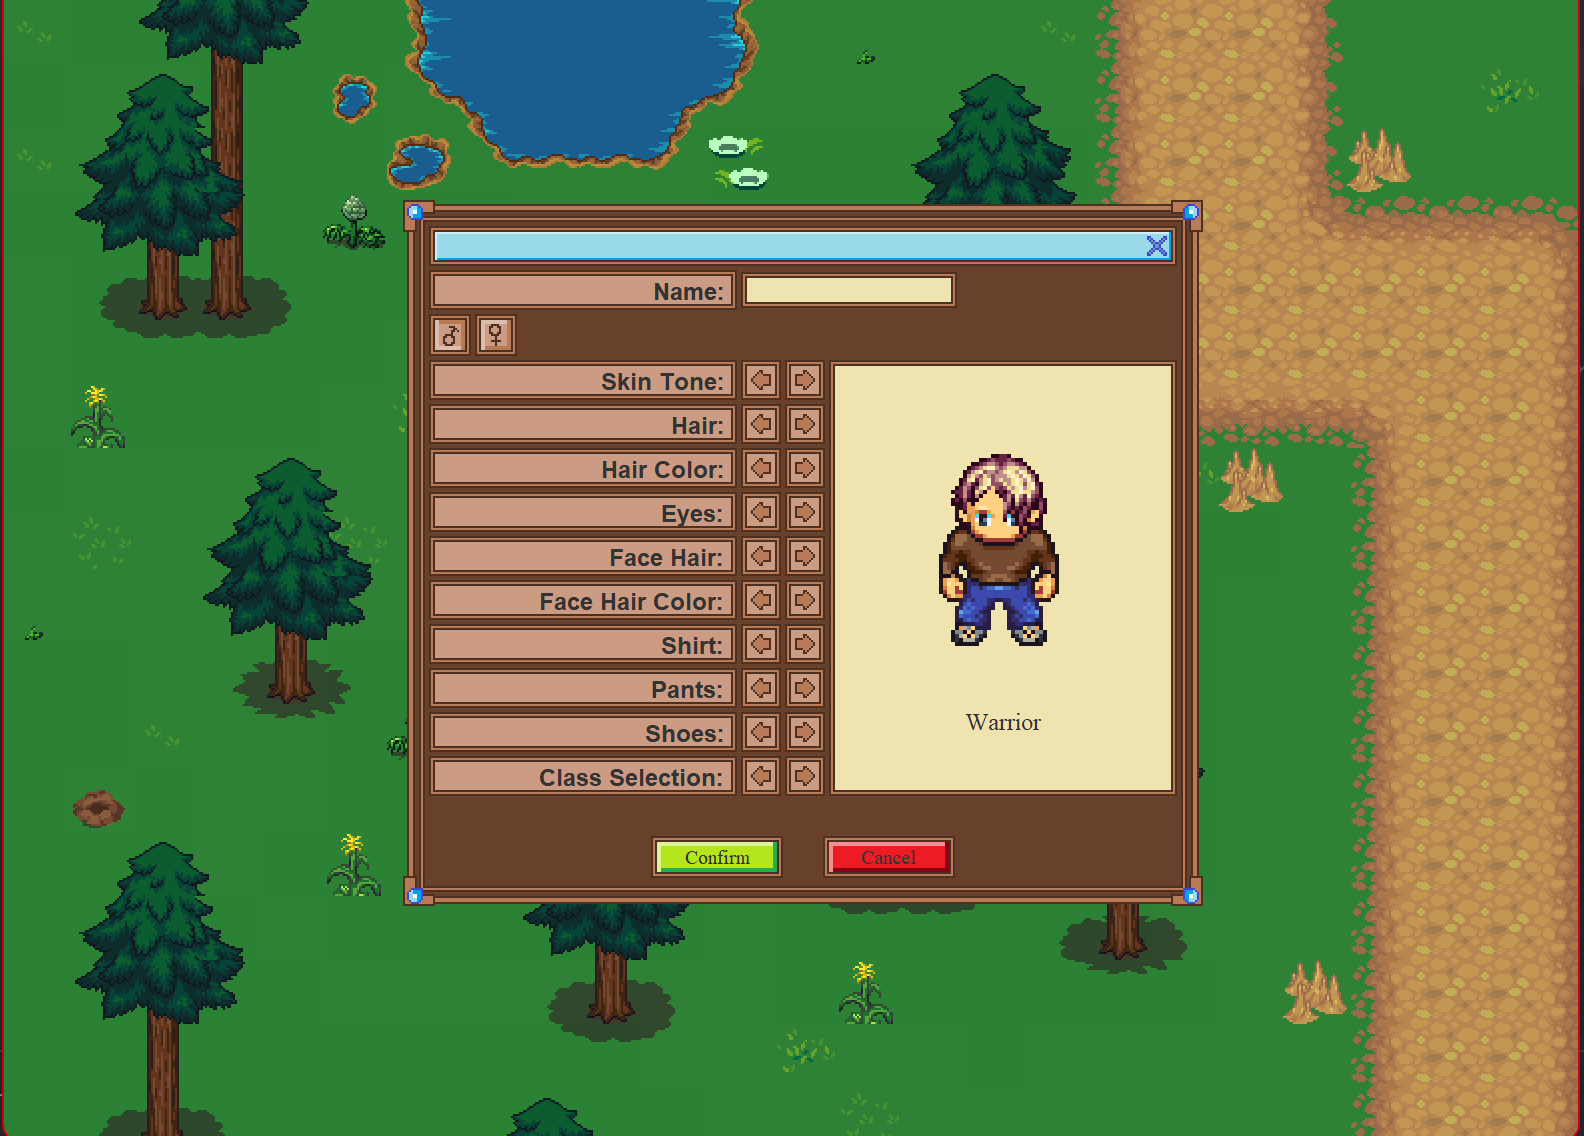 Name:
Skin Tone:
Hair:
Hair Color:
Eyes:
Face Hair:
Face Hair Color:
Shirt:
Pants:
Shoes:
Class Selection:
Warrior
Confirm
Cancel